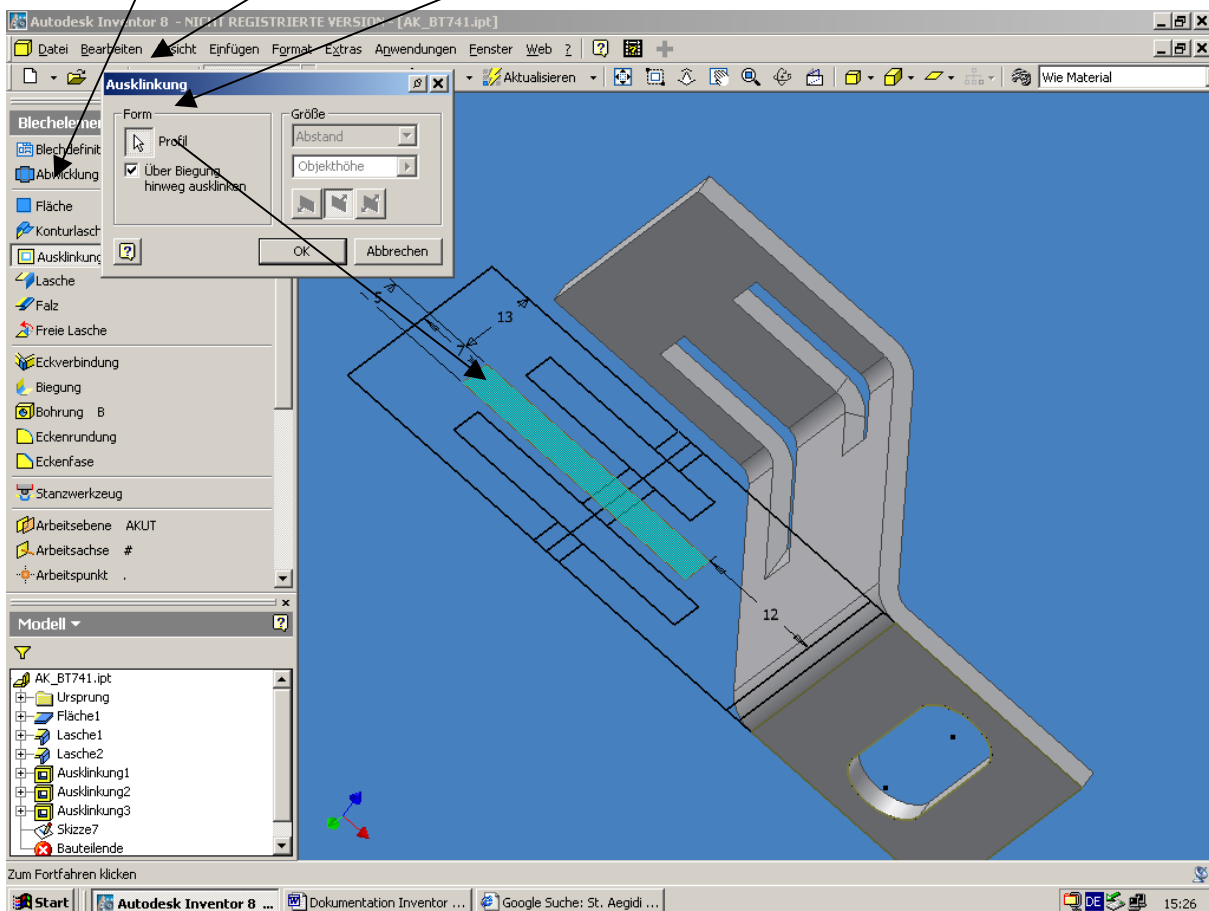 Autodesk Inventor 8 - NICHT REGISTRIERTE VERSION - [AK_BT741.ipt]
Datei Bearbeiten Ansicht Einfügen Format Extras Anwendungen Fenster Web ?
Aktualisieren Wie Material
Ausklinkung
Form Größe
Profil Abstand
Über Biegung
hinweg ausklinken
Objekthöhe
OK Abbrechen
Blechdefinit
Abwicklung
Fläche
Konturlasch
Ausklinkung
Lasche
Falz
Freie Lasche
Eckverbindung
Biegung
Bohrung B
Eckenrundung
Eckenfase
Stanzwerkzeug
Arbeitsebene AKUT
Arbeitsachse #
Arbeitspunkt .
5
13
7
12
Modell
AK_BT741.ipt
Ursprung
Fläche1
Lasche1
Lasche2
Ausklinkung1
Ausklinkung2
Ausklinkung3
Skizze7
Bauteilende
Zum Fortfahren klicken
Start Autodesk Inventor 8 ... Dokumentation Inventor ... Google Suche: St. Aegidi ... DE 15:26